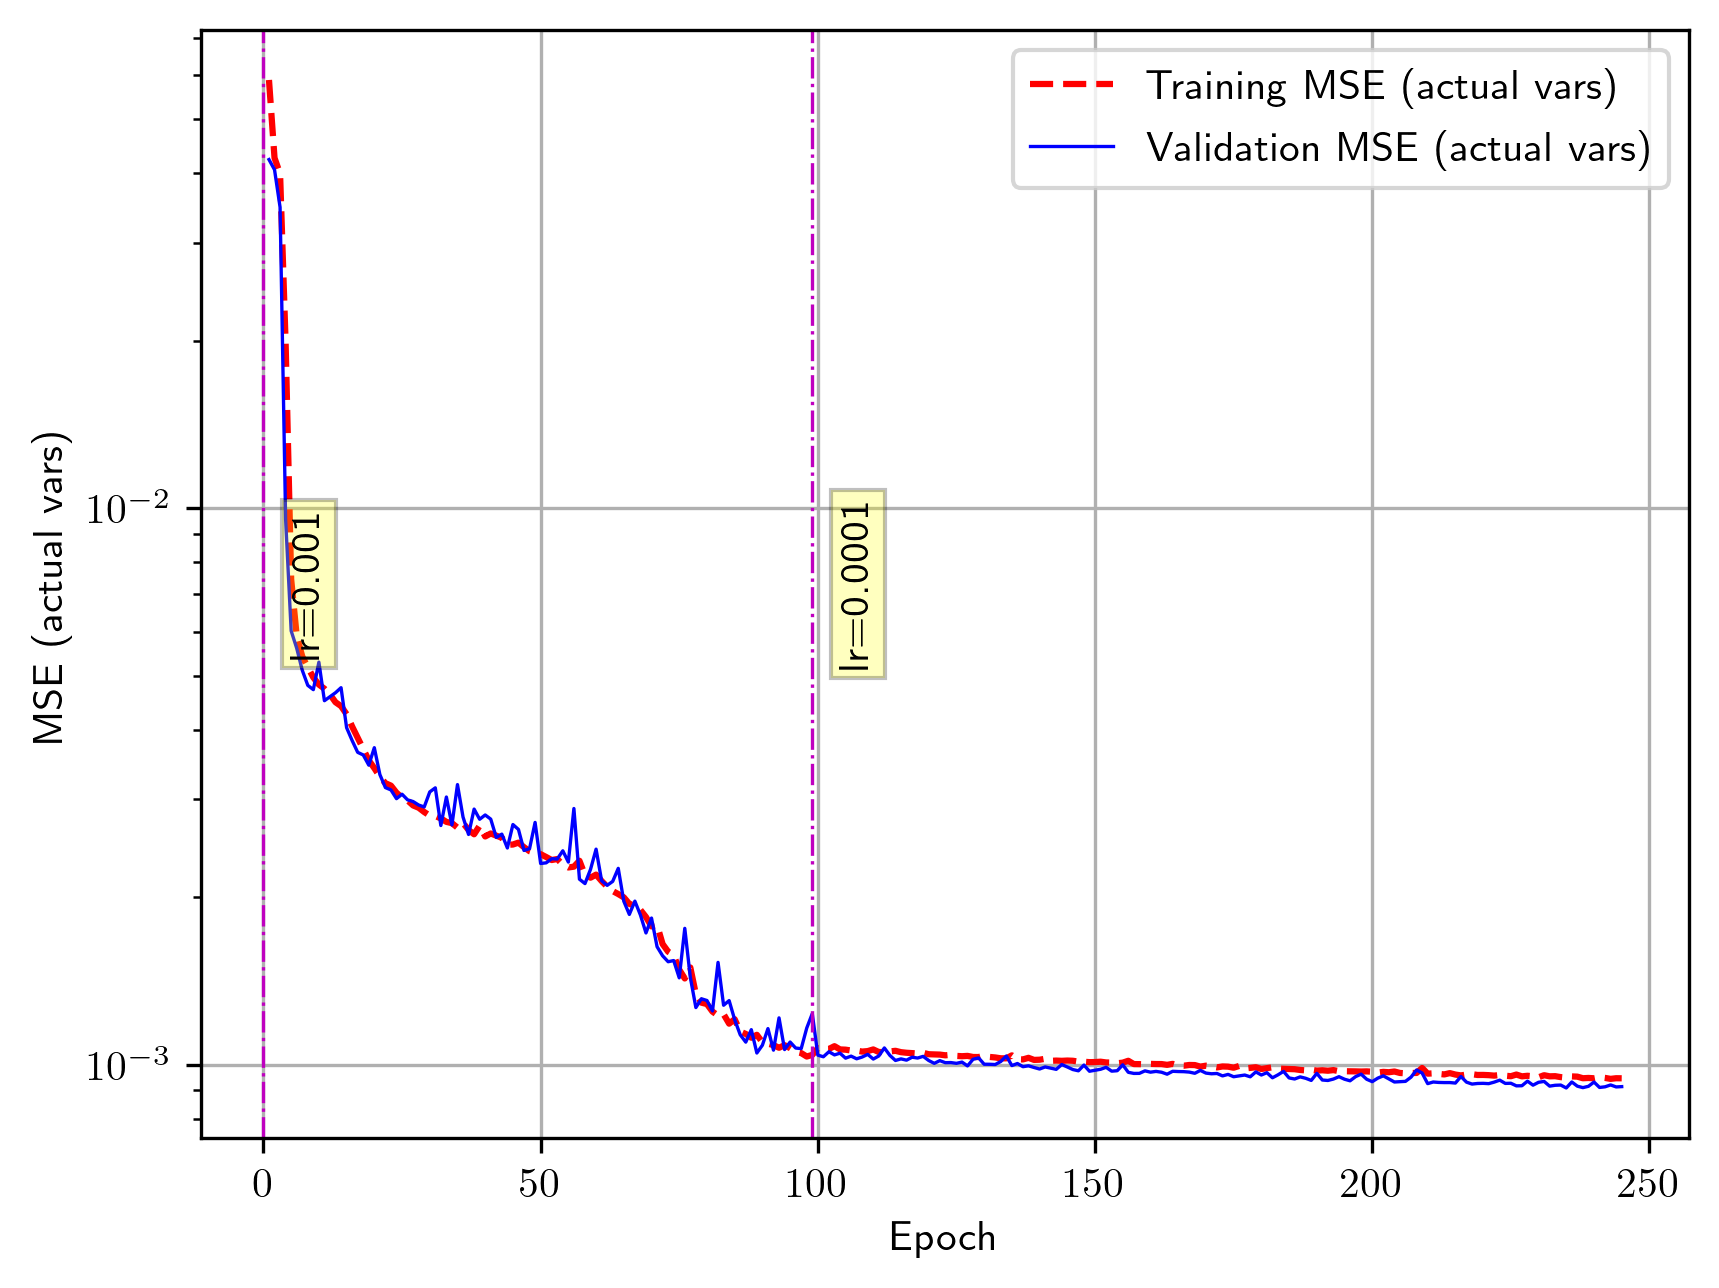 Training MSE (actual vars)
Validation MSE (actual vars)
MSE (actual vars)
10⁻²
10⁻³
lr=0.001
lr=0.0001
0 50 100 150 200 250
Epoch